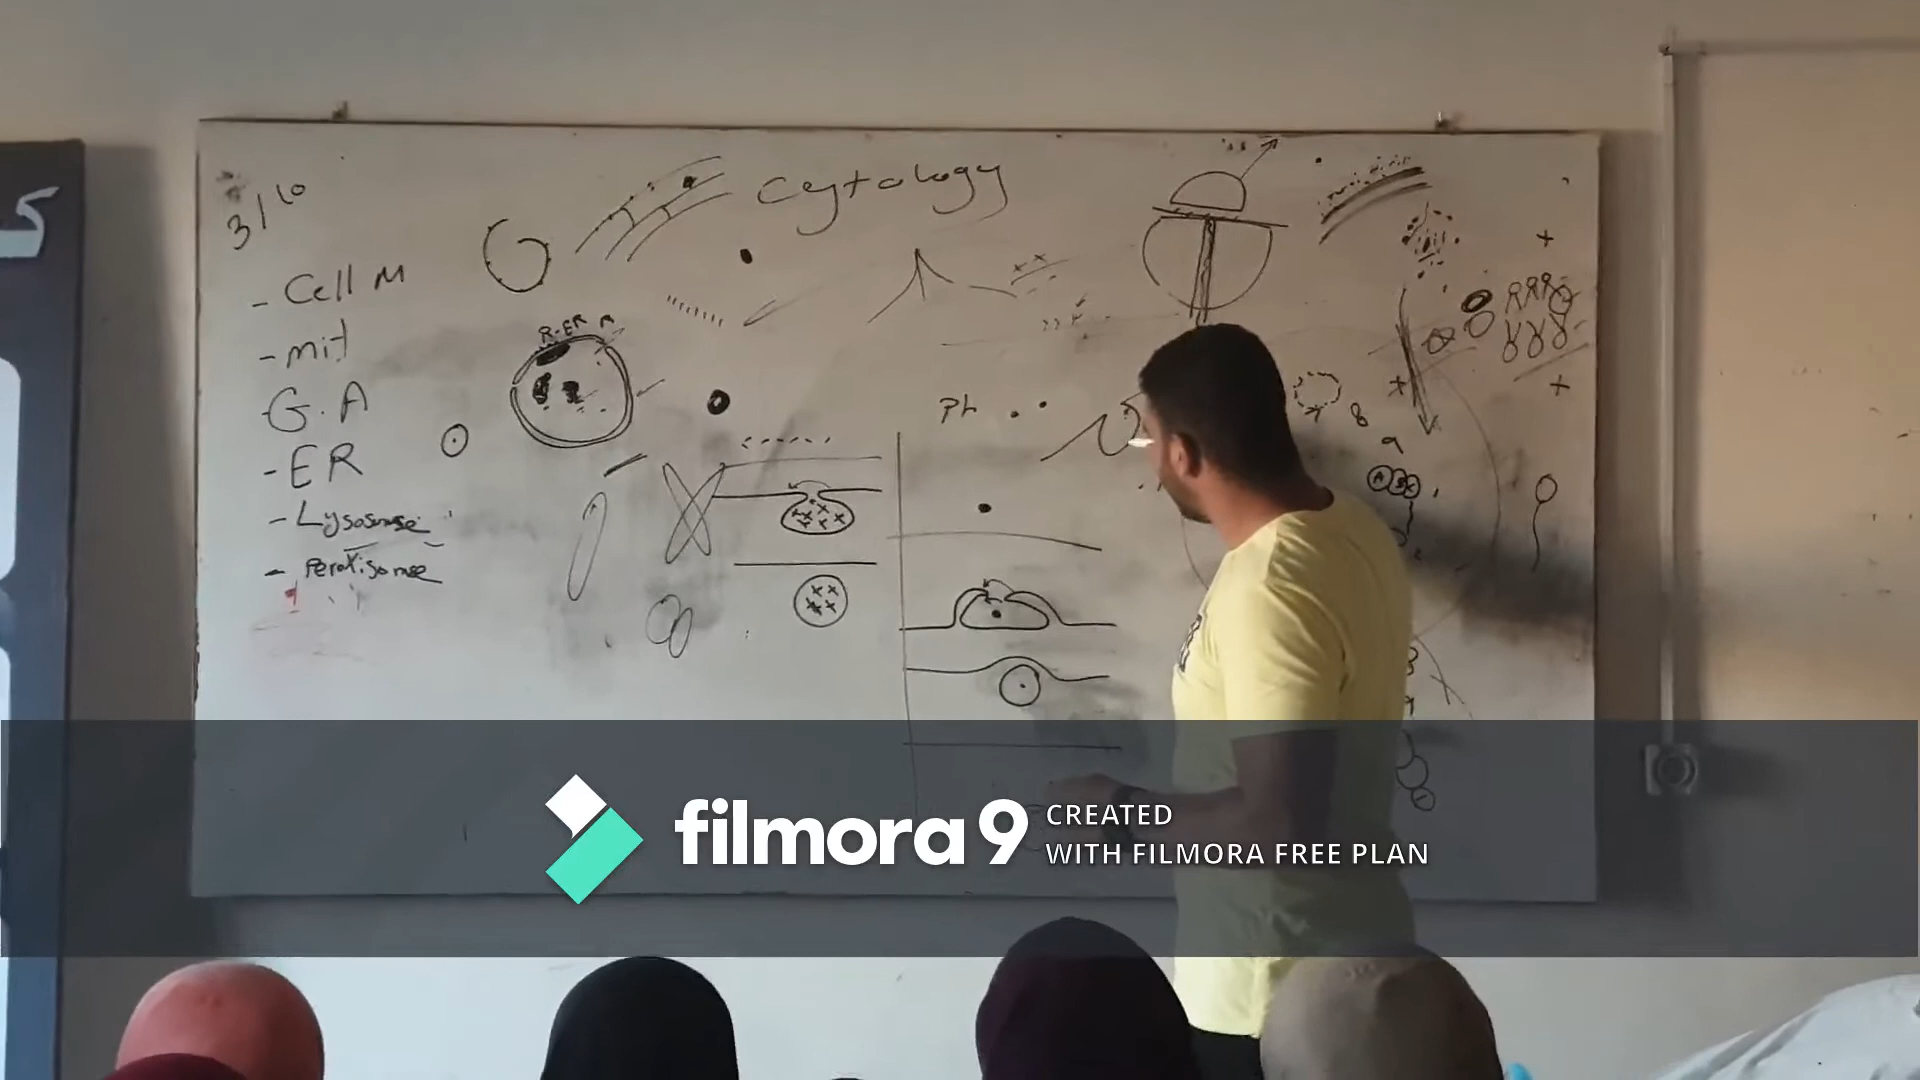 3/10
Cytology
- Cell M
- mit
- G.A
- ER
- Lysosome
- Peroxisome
R-ER
Ph
filmora 9
CREATED
WITH FILMORA FREE PLAN